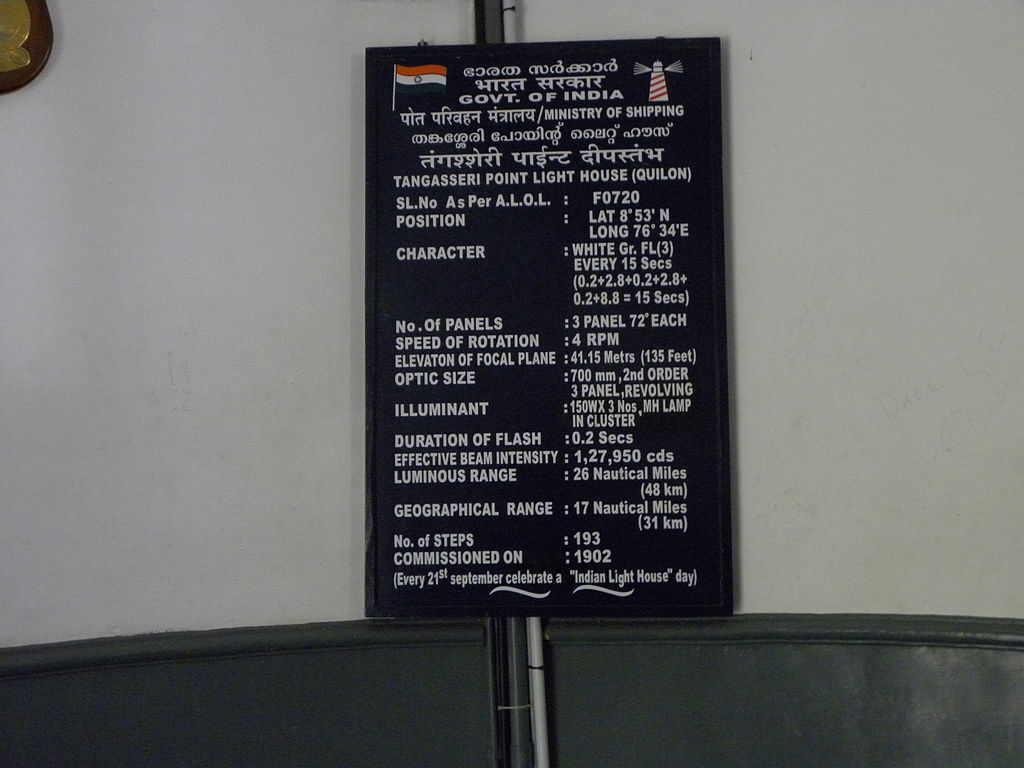 ഭാരത സർക്കാർ
भारत सरकार
GOVT. OF INDIA
पोत परिवहन मंत्रालय/MINISTRY OF SHIPPING
തങ്കശ്ശേരി പോയിന്റ് ലൈറ്റ് ഹൗസ്
तंगश्शेरी पाईन्ट दीपस्तंभ
TANGASSERI POINT LIGHT HOUSE (QUILON)
SL.No As Per A.L.O.L. : F0720
POSITION : LAT 8° 53' N
LONG 76° 34'E
CHARACTER : WHITE Gr. FL(3)
EVERY 15 Secs
(0.2+2.8+0.2+2.8+
0.2+8.8 = 15 Secs)
No. Of PANELS : 3 PANEL 72° EACH
SPEED OF ROTATION : 4 RPM
ELEVATON OF FOCAL PLANE : 41.15 Metrs (135 Feet)
OPTIC SIZE : 700 mm , 2nd ORDER
3 PANEL, REVOLVING
ILLUMINANT : 150WX 3 Nos , MH LAMP
IN CLUSTER
DURATION OF FLASH : 0.2 Secs
EFFECTIVE BEAM INTENSITY : 1,27,950 cds
LUMINOUS RANGE : 26 Nautical Miles
(48 km)
GEOGRAPHICAL RANGE : 17 Nautical Miles
(31 km)
No. of STEPS : 193
COMMISSIONED ON : 1902
(Every 21st september celebrate a "Indian Light House" day)